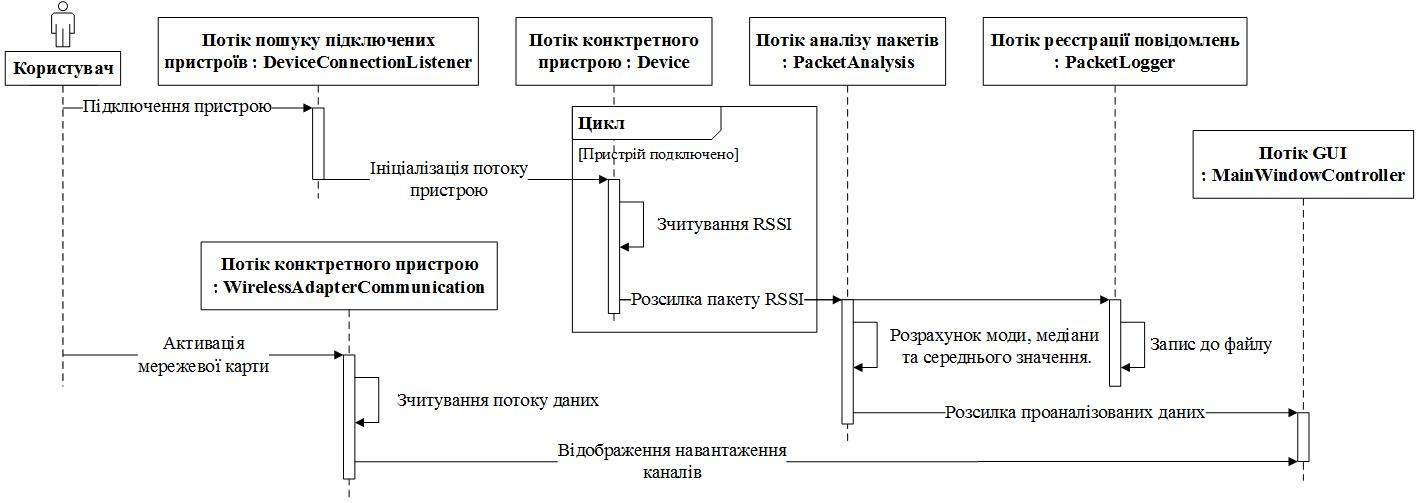 Користувач
Потік пошуку підключених
пристроїв : DeviceConnectionListener
Потік конктретного
пристрою : Device
Потік аналізу пакетів
: PacketAnalysis
Потік реєстрації повідомлень
: PacketLogger
Підключення пристрою
Цикл
[Пристрій подключено]
Потік GUI
: MainWindowController
Ініціалізація потоку
пристрою
Зчитування RSSI
Потік конктретного пристрою
: WirelessAdapterCommunication
Розсилка пакету RSSI
Активація
мережевої карти
Розрахунок моди, медіани
та середнього значення.
Запис до файлу
Зчитування потоку даних
Розсилка проаналізованих даних
Відображення навантаження
каналів